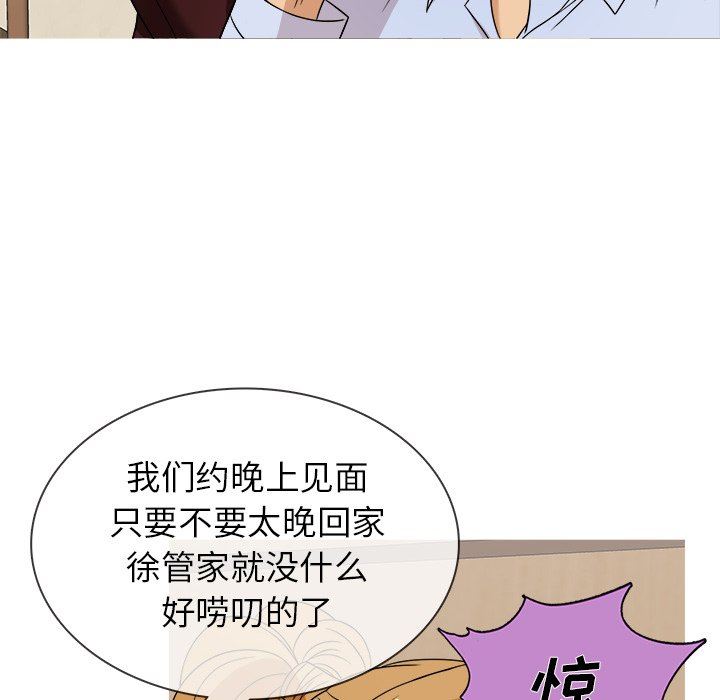 我们约晚上见面
只要不要太晚回家
徐管家就没什么
好唠叨的了
惊